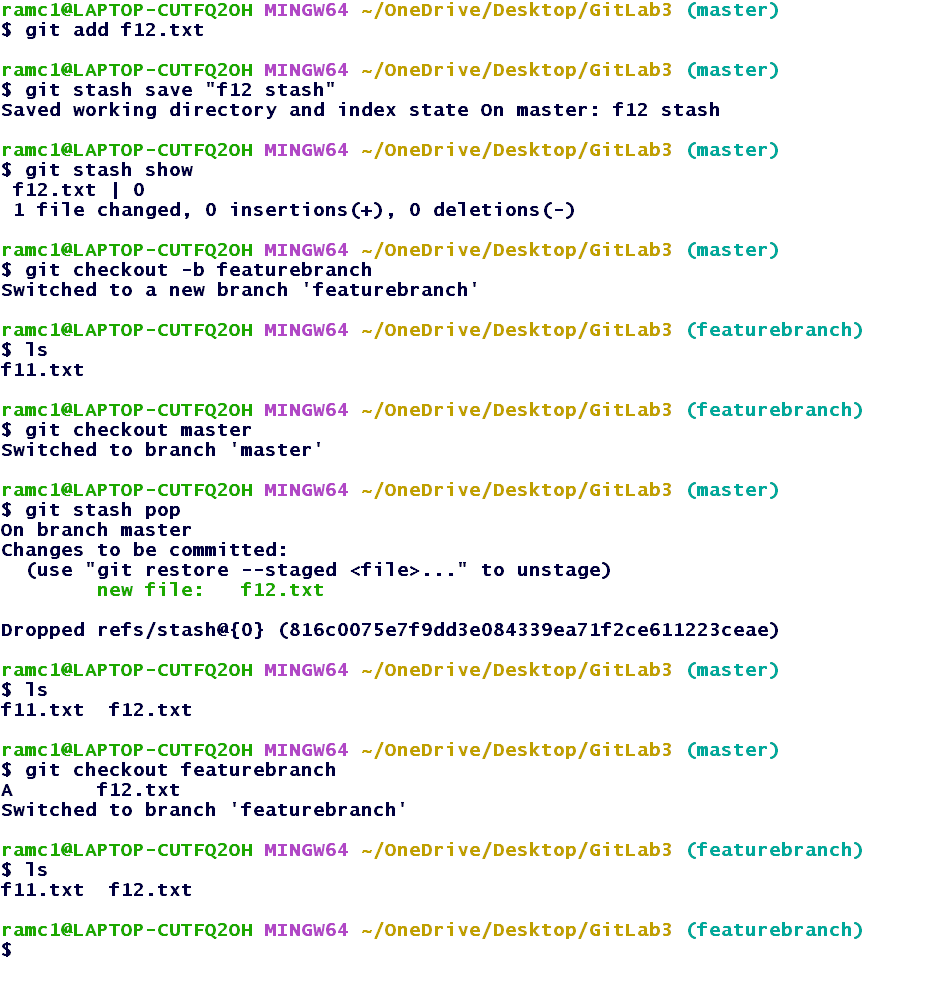 ramc1@LAPTOP-CUTFQ2OH MINGW64 ~/OneDrive/Desktop/GitLab3 (master)
$ git add f12.txt
ramc1@LAPTOP-CUTFQ2OH MINGW64 ~/OneDrive/Desktop/GitLab3 (master)
$ git stash save "f12 stash"
Saved working directory and index state On master: f12 stash
ramc1@LAPTOP-CUTFQ2OH MINGW64 ~/OneDrive/Desktop/GitLab3 (master)
$ git stash show
 f12.txt | 0
 1 file changed, 0 insertions(+), 0 deletions(-)
ramc1@LAPTOP-CUTFQ2OH MINGW64 ~/OneDrive/Desktop/GitLab3 (master)
$ git checkout -b featurebranch
Switched to a new branch 'featurebranch'
ramc1@LAPTOP-CUTFQ2OH MINGW64 ~/OneDrive/Desktop/GitLab3 (featurebranch)
$ ls
f11.txt
ramc1@LAPTOP-CUTFQ2OH MINGW64 ~/OneDrive/Desktop/GitLab3 (featurebranch)
$ git checkout master
Switched to branch 'master'
ramc1@LAPTOP-CUTFQ2OH MINGW64 ~/OneDrive/Desktop/GitLab3 (master)
$ git stash pop
On branch master
Changes to be committed:
  (use "git restore --staged <file>..." to unstage)
        new file:   f12.txt
Dropped refs/stash@{0} (816c0075e7f9dd3e084339ea71f2ce611223ceae)
ramc1@LAPTOP-CUTFQ2OH MINGW64 ~/OneDrive/Desktop/GitLab3 (master)
$ ls
f11.txt  f12.txt
ramc1@LAPTOP-CUTFQ2OH MINGW64 ~/OneDrive/Desktop/GitLab3 (master)
$ git checkout featurebranch
A       f12.txt
Switched to branch 'featurebranch'
ramc1@LAPTOP-CUTFQ2OH MINGW64 ~/OneDrive/Desktop/GitLab3 (featurebranch)
$ ls
f11.txt  f12.txt
ramc1@LAPTOP-CUTFQ2OH MINGW64 ~/OneDrive/Desktop/GitLab3 (featurebranch)
$